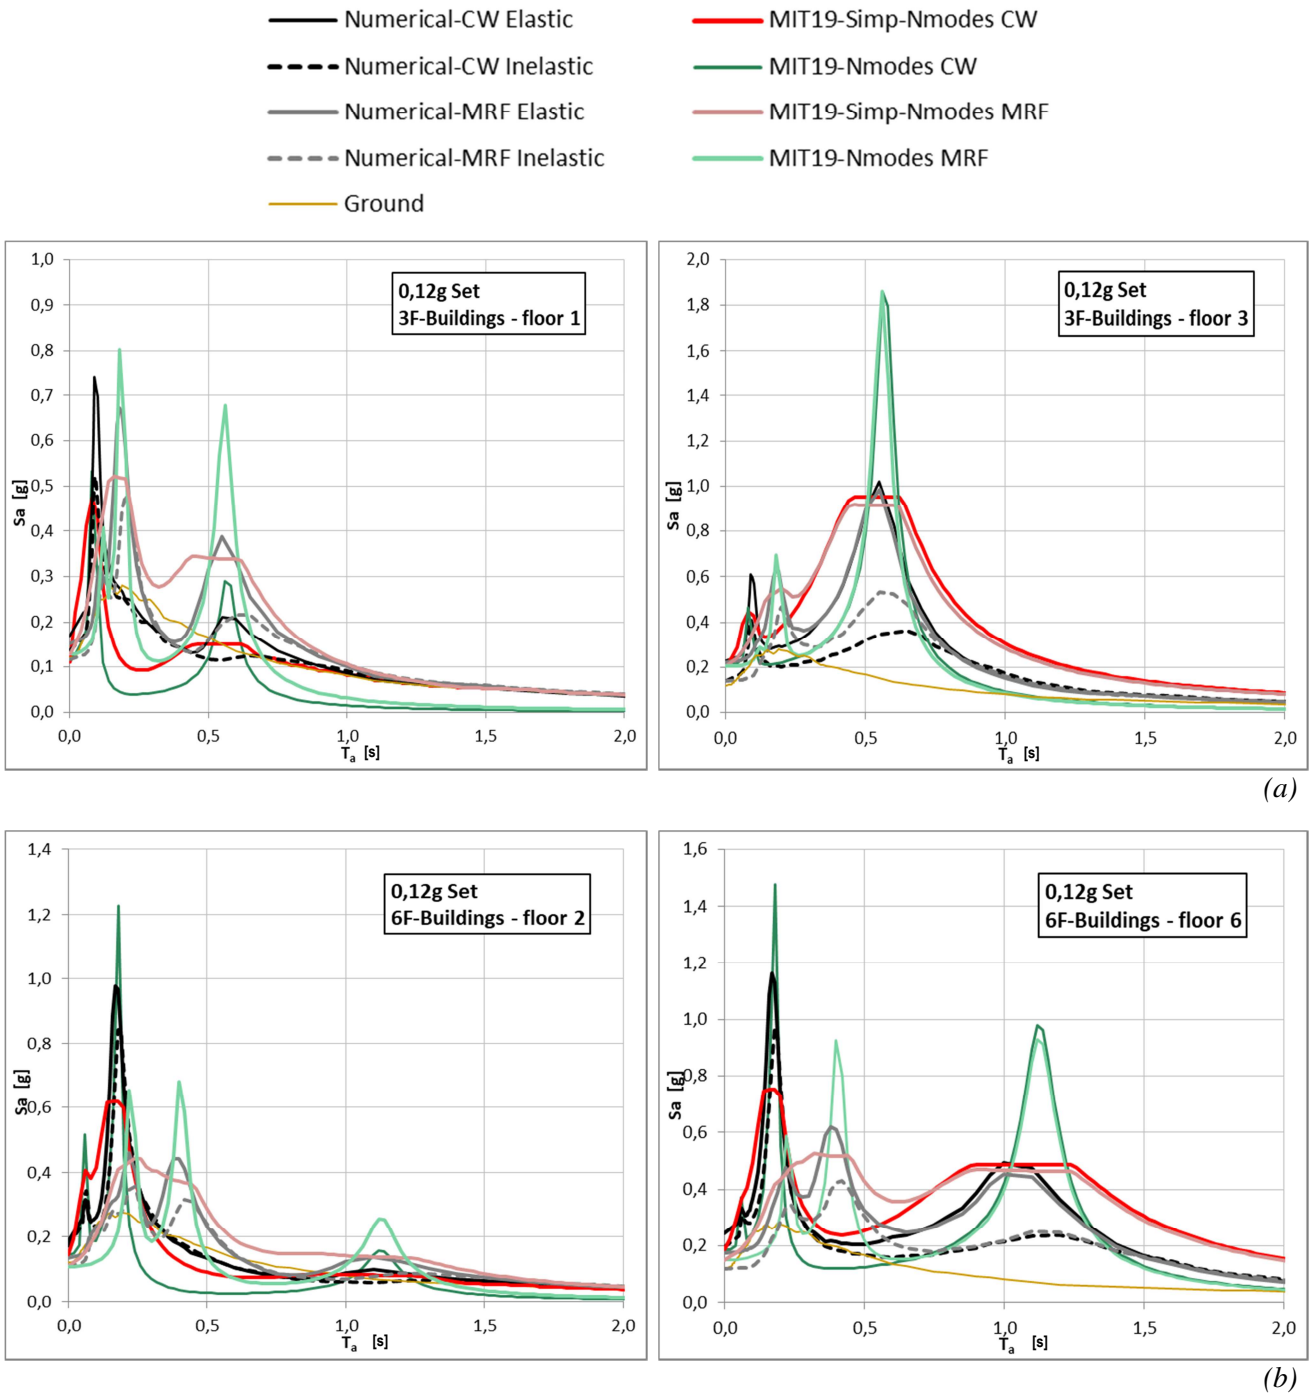 Numerical-CW Elastic
MIT19-Simp-Nmodes CW
Numerical-CW Inelastic
MIT19-Nmodes CW
Numerical-MRF Elastic
MIT19-Simp-Nmodes MRF
Numerical-MRF Inelastic
MIT19-Nmodes MRF
Ground
1,0
0,9
0,8
0,7
0,6
0,5
0,4
0,3
0,2
0,1
0,0
Sa [g]
0,12g Set
3F-Buildings - floor 1
0,0 0,5 1,0 1,5 2,0
Ta [s]
2,0
1,8
1,6
1,4
1,2
1,0
0,8
0,6
0,4
0,2
0,0
Sa [g]
0,12g Set
3F-Buildings - floor 3
0,0 0,5 1,0 1,5 2,0
Ta [s]
(a)
1,4
1,2
1,0
0,8
0,6
0,4
0,2
0,0
Sa [g]
0,12g Set
6F-Buildings - floor 2
0,0 0,5 1,0 1,5 2,0
Ta [s]
1,6
1,4
1,2
1,0
0,8
0,6
0,4
0,2
0,0
Sa [g]
0,12g Set
6F-Buildings - floor 6
0,0 0,5 1,0 1,5 2,0
Ta [s]
(b)